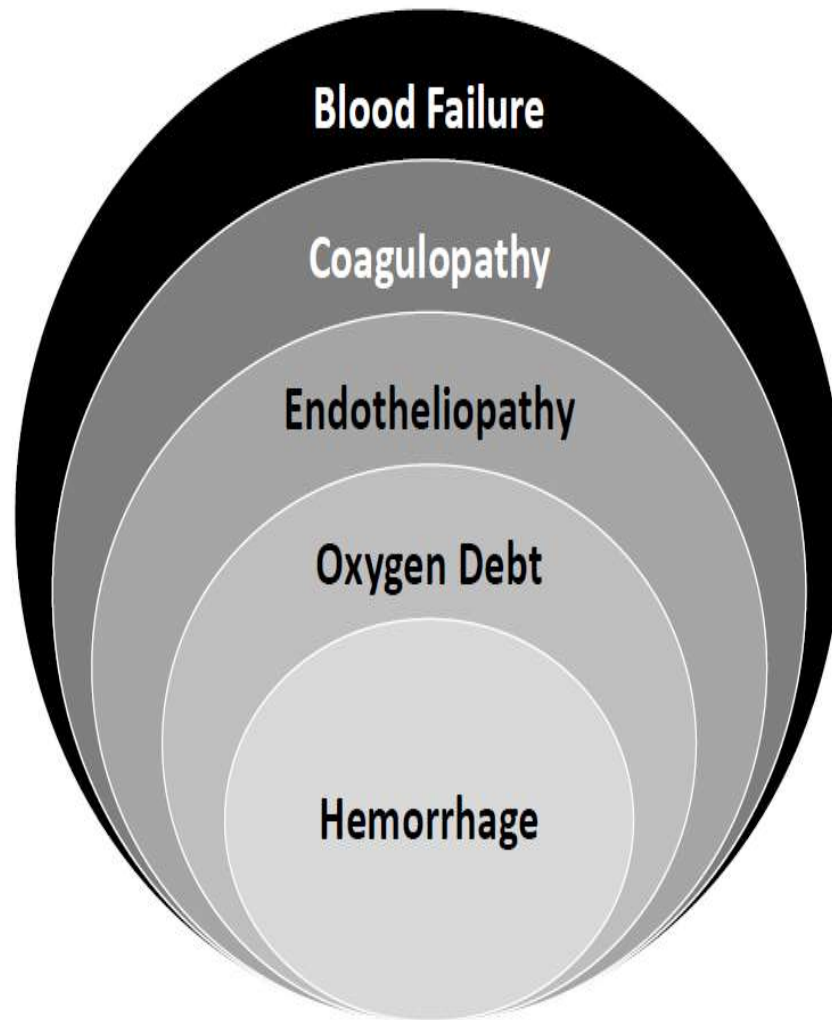 Blood Failure
Coagulopathy
Endotheliopathy
Oxygen Debt
Hemorrhage